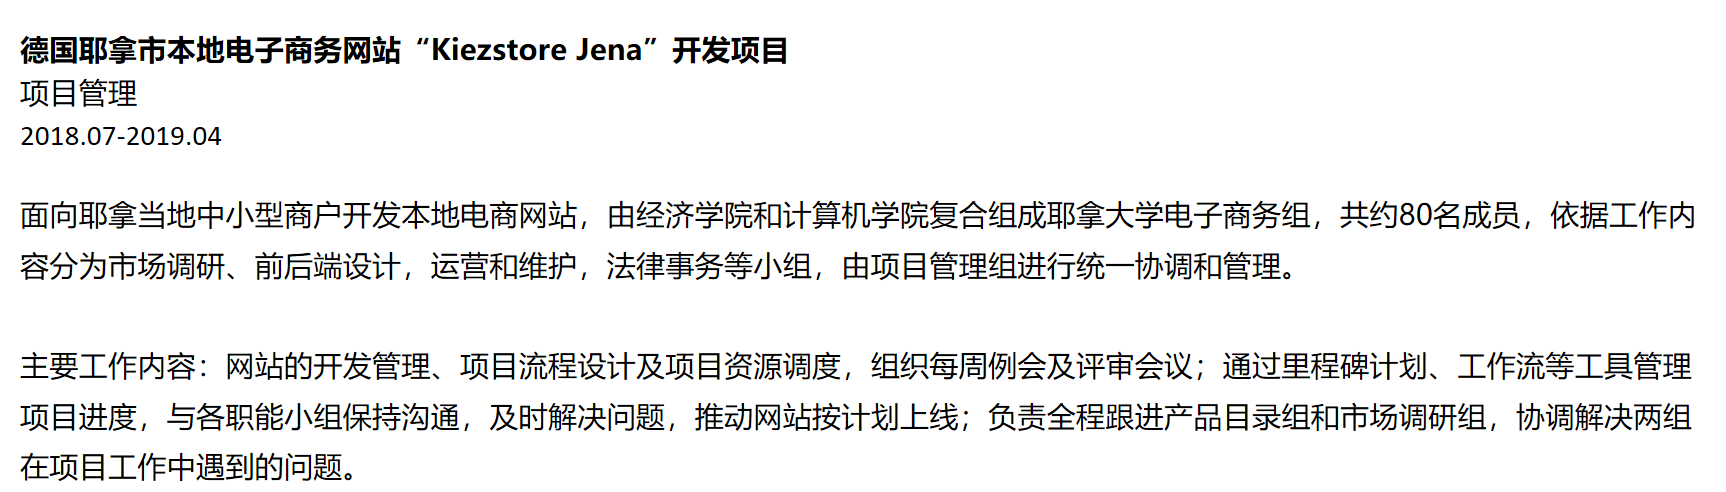 德国耶拿市本地电子商务网站“Kiezstore Jena”开发项目
项目管理
2018.07-2019.04
面向耶拿当地中小型商户开发本地电商网站，由经济学院和计算机学院复合组成耶拿大学电子商务组，共约80名成员，依据工作内
容分为市场调研、前后端设计，运营和维护，法律事务等小组，由项目管理组进行统一协调和管理。
主要工作内容：网站的开发管理、项目流程设计及项目资源调度，组织每周例会及评审会议；通过里程碑计划、工作流等工具管理
项目进度，与各职能小组保持沟通，及时解决问题，推动网站按计划上线；负责全程跟进产品目录组和市场调研组，协调解决两组
在项目工作中遇到的问题。